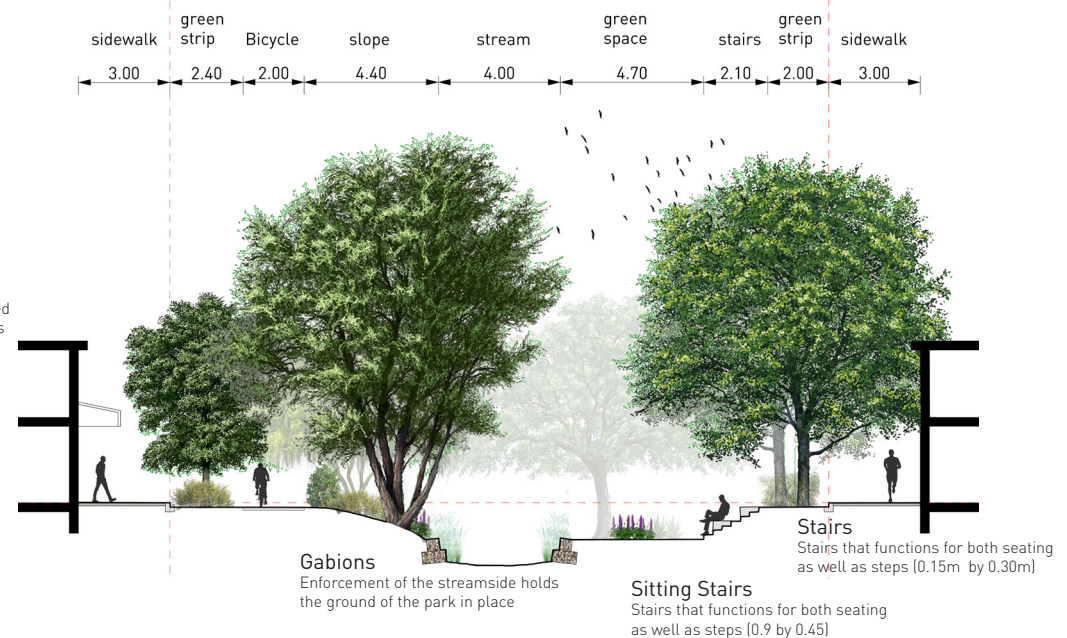 green
strip
green
space
green
strip
sidewalk
Bicycle
slope
stream
stairs
sidewalk
3.00
2.40
2.00
4.40
4.00
4.70
2.10
2.00
3.00
Gabions
Enforcement of the streamside holds
the ground of the park in place
Sitting Stairs
Stairs that functions for both seating
as well as steps (0.9 by 0.45)
Stairs
Stairs that functions for both seating
as well as steps (0.15m by 0.30m)